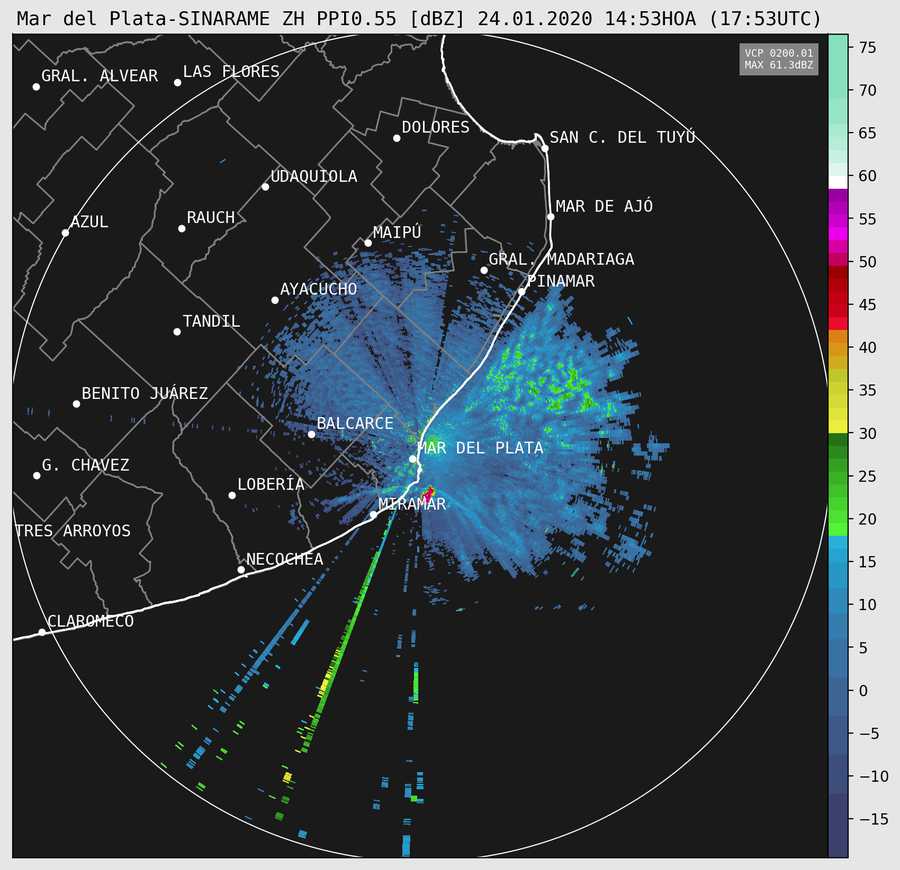 Mar del Plata-SINARAME ZH PPI0.55 [dBZ] 24.01.2020 14:53HOA (17:53UTC)
VCP 0200.01
MAX 61.3dBZ
GRAL. ALVEAR
LAS FLORES
DOLORES
SAN C. DEL TUYÚ
UDAQUIOLA
MAR DE AJÓ
RAUCH
AZUL
MAIPÚ
GRAL. MADARIAGA
PINAMAR
AYACUCHO
TANDIL
BENITO JUÁREZ
BALCARCE
MAR DEL PLATA
G. CHAVEZ
LOBERÍA
MIRAMAR
TRES ARROYOS
NECOCHEA
CLAROMECO
75
70
65
60
55
50
45
40
35
30
25
20
15
10
5
0
−5
−10
−15